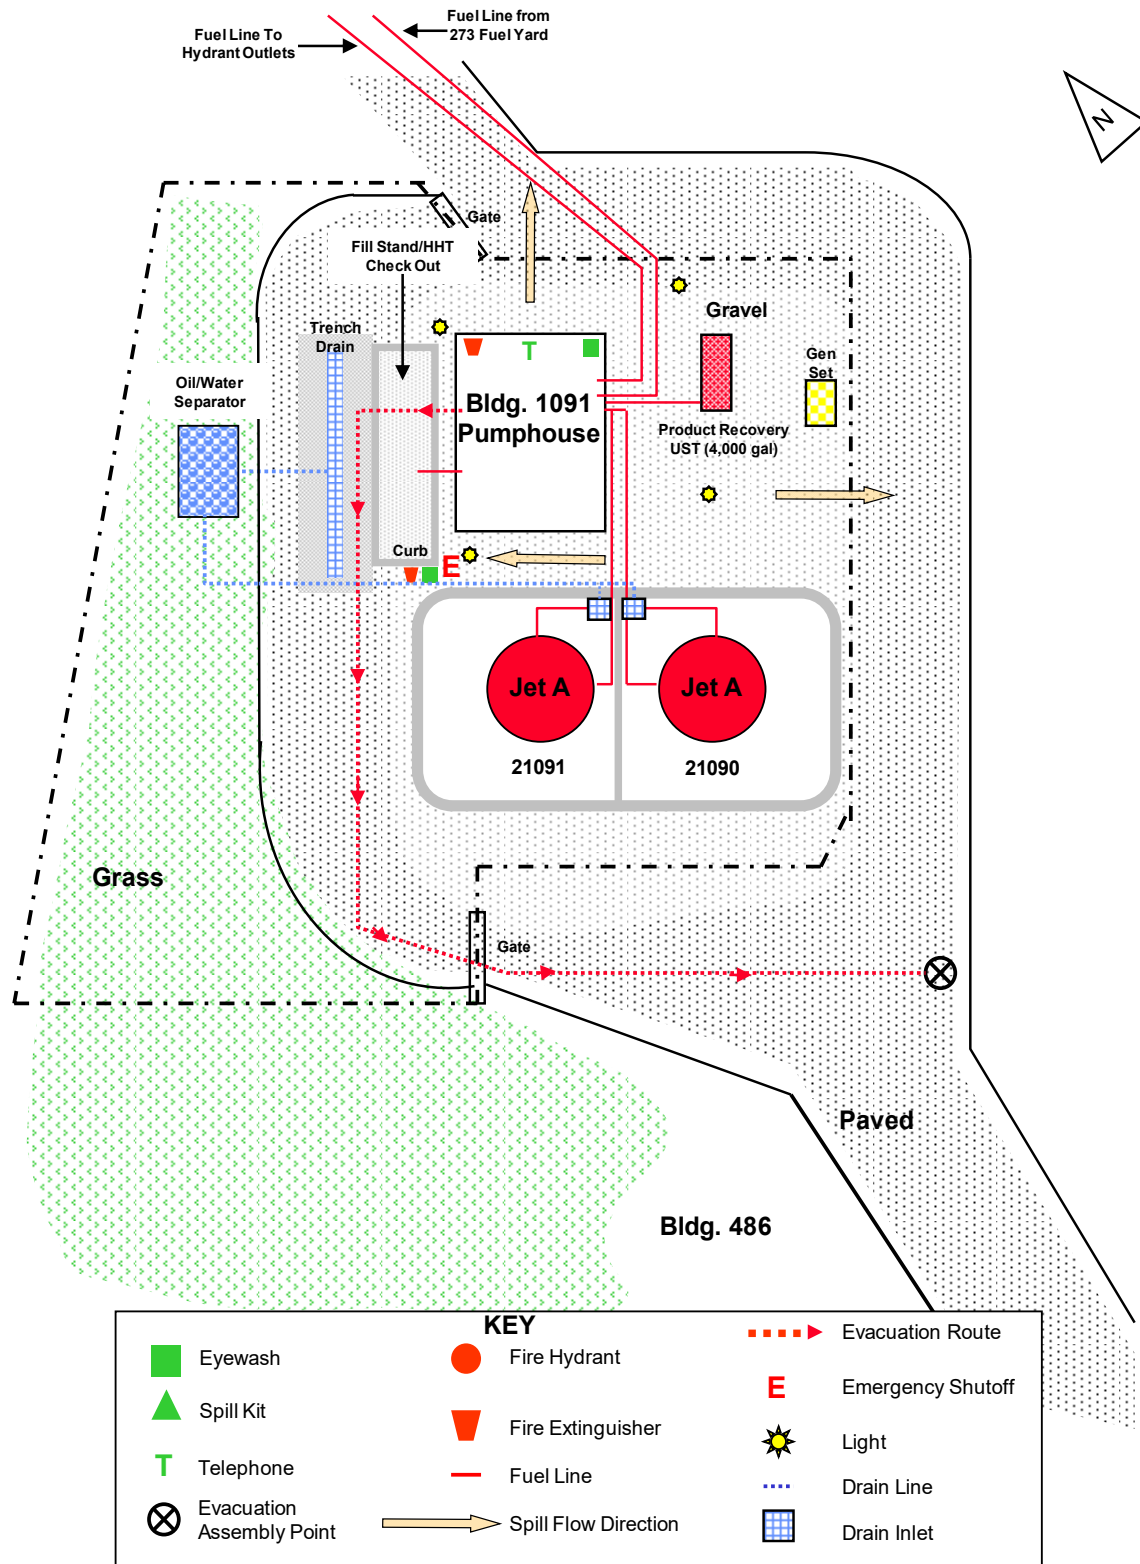 Fuel Line To
Hydrant Outlets
Fuel Line from
273 Fuel Yard
N
Gate
Fill Stand/HHT
Check Out
Trench
Drain
Gravel
Gen
Set
Oil/Water
Separator
T
Bldg. 1091
Pumphouse
Product Recovery
UST (4,000 gal)
Curb
E
Jet A
Jet A
21091
21090
Grass
Gate
Paved
Bldg. 486
KEY
Eyewash
Fire Hydrant
Evacuation Route
Spill Kit
E
Emergency Shutoff
Fire Extinguisher
Light
T
Telephone
Fuel Line
Drain Line
Evacuation
Assembly Point
Spill Flow Direction
Drain Inlet